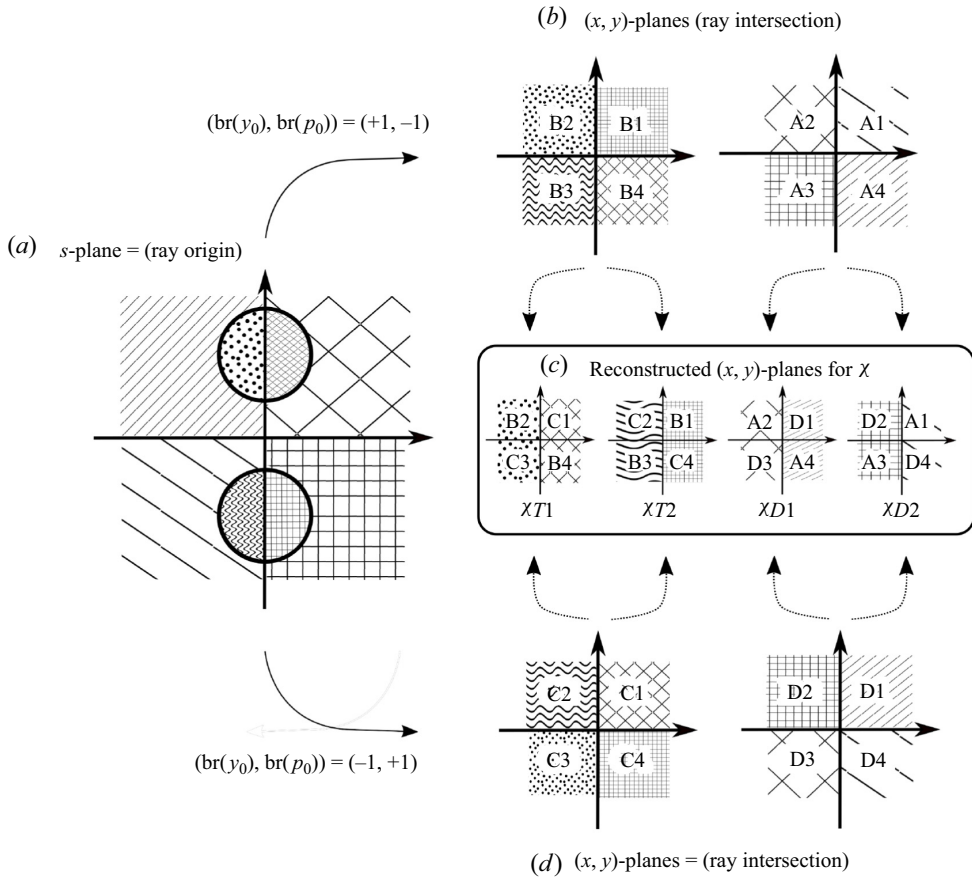 (b) (x, y)-planes (ray intersection)
(br(y0), br(p0)) = (+1, –1)
B2 B1 A2 A1
B3 B4 A3 A4
(a) s-plane = (ray origin)
(c) Reconstructed (x, y)-planes for χ
B2 C1 C2 B1 A2 D1 D2 A1
C3 B4 B3 C4 D3 A4 A3 D4
χT1 χT2 χD1 χD2
C2 C1 D2 D1
C3 C4 D3 D4
(br(y0), br(p0)) = (–1, +1)
(d) (x, y)-planes = (ray intersection)